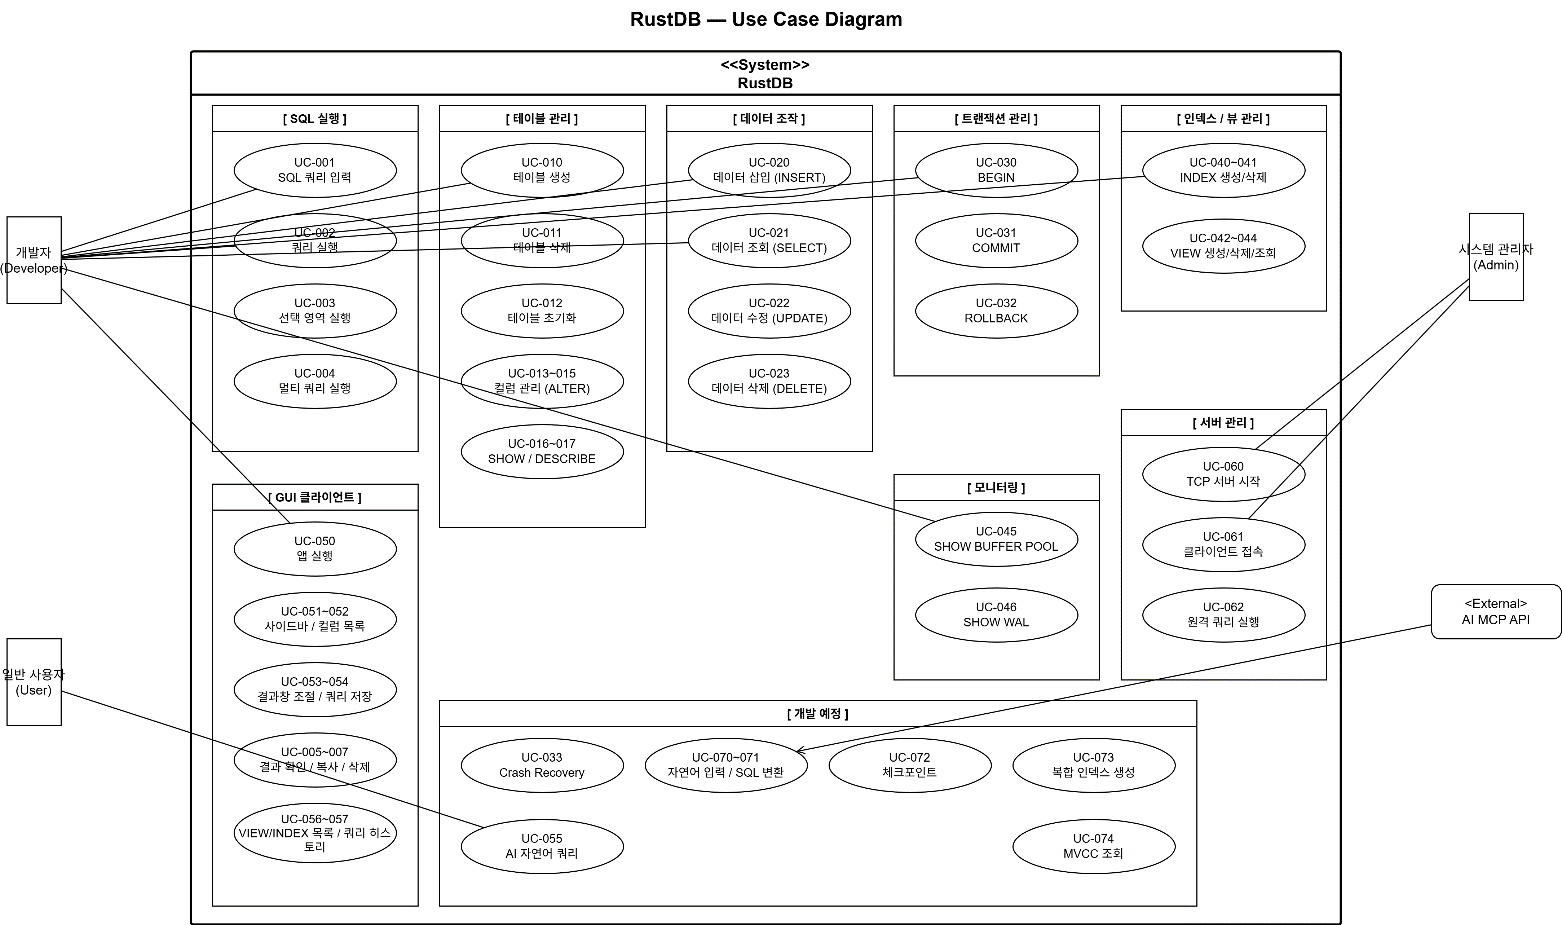 RustDB — Use Case Diagram
<<System>>
RustDB
[ SQL 실행 ]
UC-001
SQL 쿼리 입력
UC-002
쿼리 실행
UC-003
선택 영역 실행
UC-004
멀티 쿼리 실행
[ 테이블 관리 ]
UC-010
테이블 생성
UC-011
테이블 삭제
UC-012
테이블 초기화
UC-013~015
컬럼 관리 (ALTER)
UC-016~017
SHOW / DESCRIBE
[ 데이터 조작 ]
UC-020
데이터 삽입 (INSERT)
UC-021
데이터 조회 (SELECT)
UC-022
데이터 수정 (UPDATE)
UC-023
데이터 삭제 (DELETE)
[ 트랜잭션 관리 ]
UC-030
BEGIN
UC-031
COMMIT
UC-032
ROLLBACK
[ 인덱스 / 뷰 관리 ]
UC-040~041
INDEX 생성/삭제
UC-042~044
VIEW 생성/삭제/조회
개발자
(Developer)
시스템 관리자
(Admin)
[ 서버 관리 ]
UC-060
TCP 서버 시작
UC-061
클라이언트 접속
UC-062
원격 쿼리 실행
[ 모니터링 ]
UC-045
SHOW BUFFER POOL
UC-046
SHOW WAL
[ GUI 클라이언트 ]
UC-050
앱 실행
UC-051~052
사이드바 / 컬럼 목록
UC-053~054
결과창 조절 / 쿼리 저장
UC-005~007
결과 확인 / 복사 / 삭제
UC-056~057
VIEW/INDEX 목록 / 쿼리 히스
토리
<External>
AI MCP API
일반 사용자
(User)
[ 개발 예정 ]
UC-033
Crash Recovery
UC-070~071
자연어 입력 / SQL 변환
UC-072
체크포인트
UC-073
복합 인덱스 생성
UC-055
AI 자연어 쿼리
UC-074
MVCC 조회